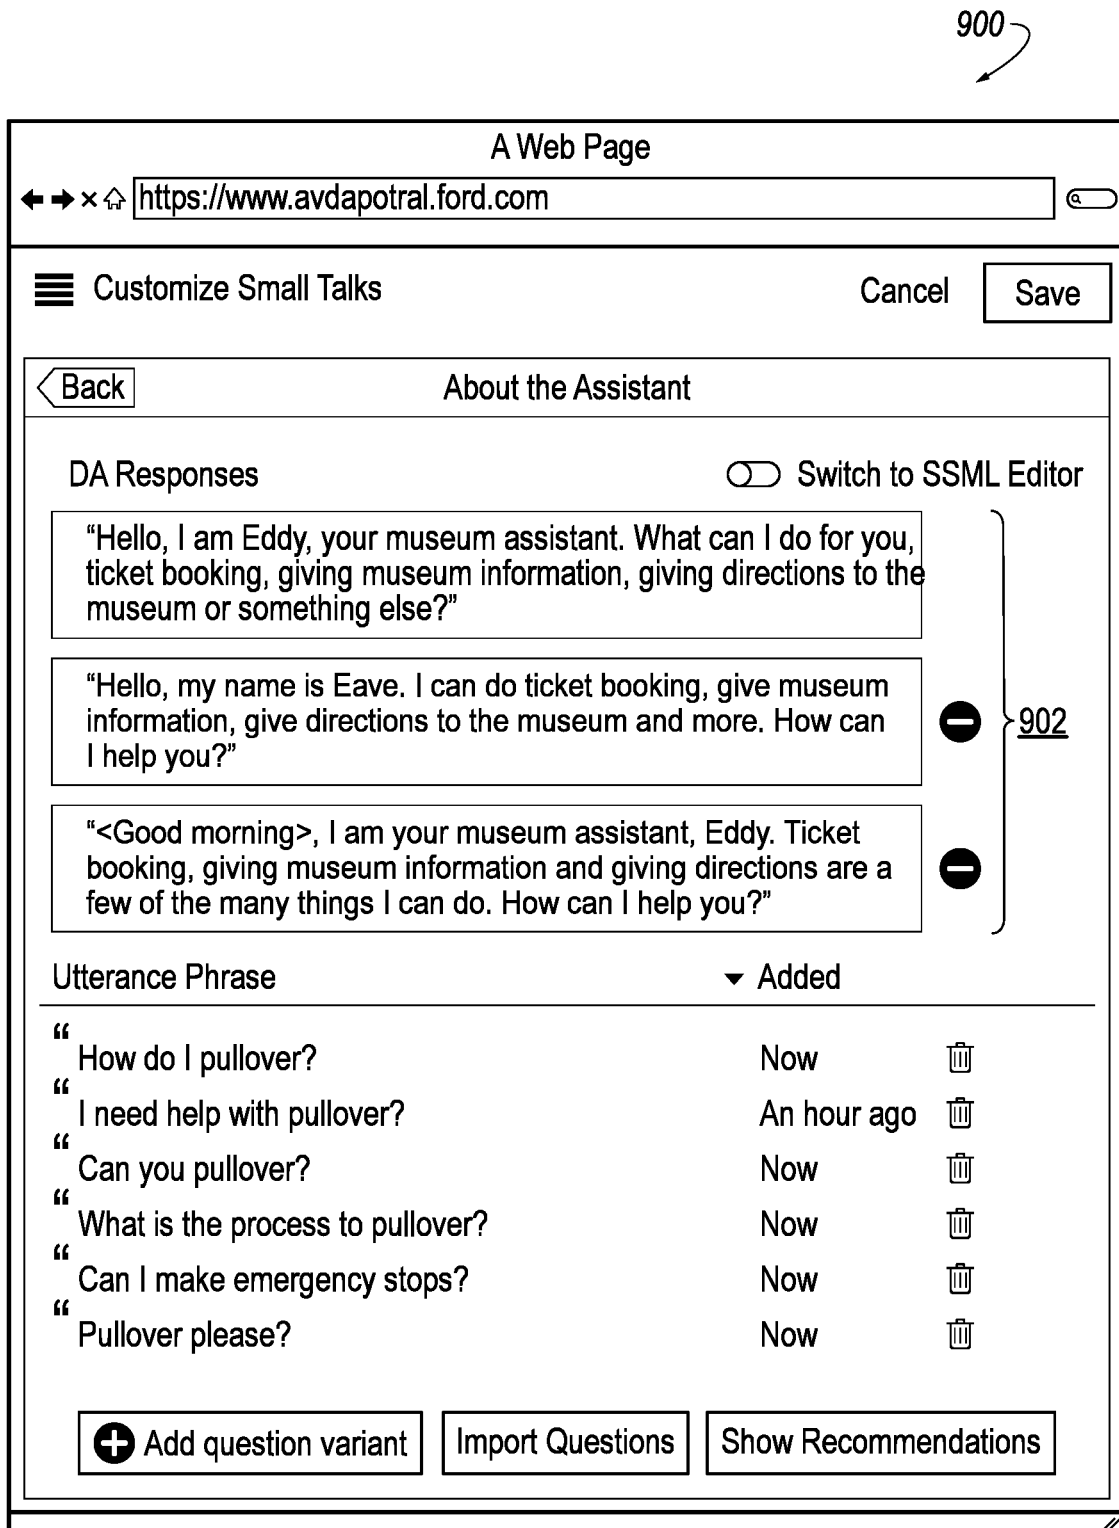 900
A Web Page
https://www.avdapotral.ford.com
Customize Small Talks
Cancel
Save
Back
About the Assistant
DA Responses
Switch to SSML Editor
“Hello, I am Eddy, your museum assistant. What can I do for you,
ticket booking, giving museum information, giving directions to the
museum or something else?”
“Hello, my name is Eave. I can do ticket booking, give museum
information, give directions to the museum and more. How can
I help you?”
902
“<Good morning>, I am your museum assistant, Eddy. Ticket
booking, giving museum information and giving directions are a
few of the many things I can do. How can I help you?”
Utterance Phrase
Added
“ How do I pullover? Now
“ I need help with pullover? An hour ago
“ Can you pullover? Now
“ What is the process to pullover? Now
“ Can I make emergency stops? Now
“ Pullover please? Now
Add question variant
Import Questions
Show Recommendations